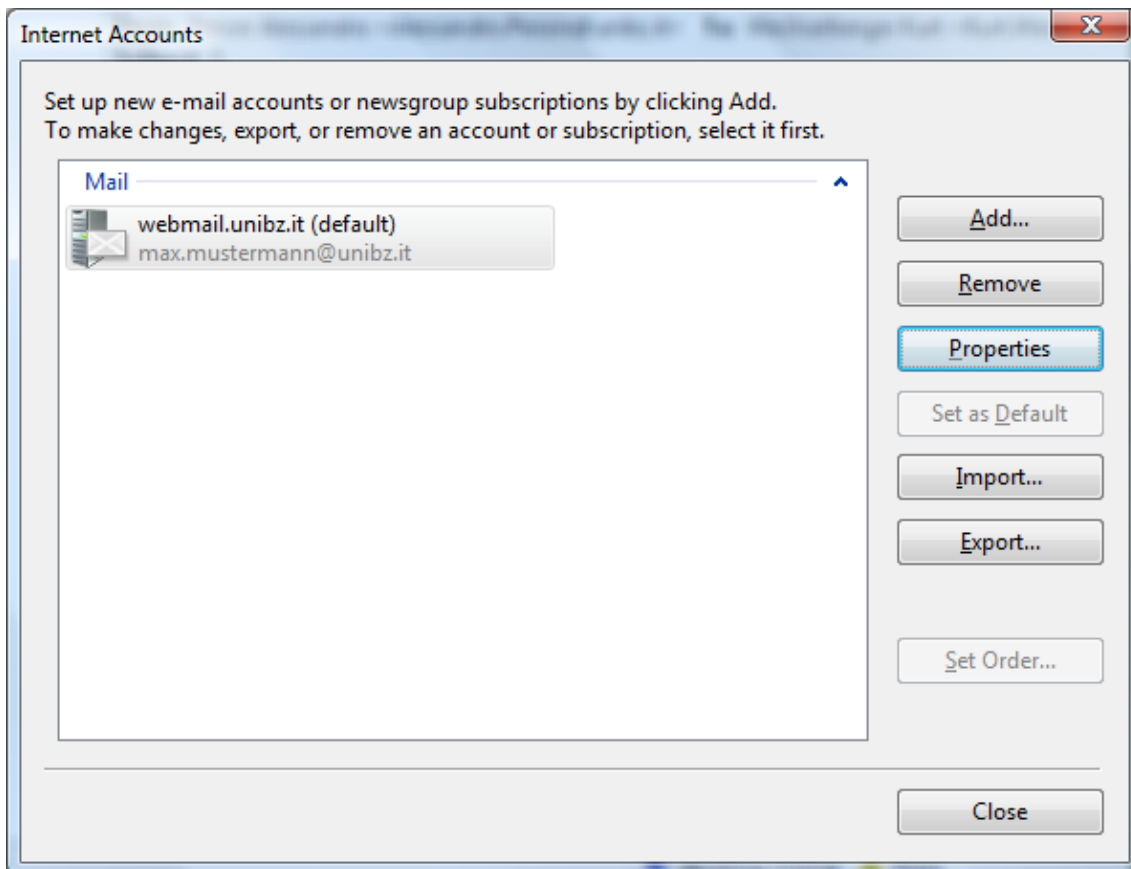 Internet Accounts
Set up new e-mail accounts or newsgroup subscriptions by clicking Add.
To make changes, export, or remove an account or subscription, select it first.
Mail
webmail.unibz.it (default)
max.mustermann@unibz.it
Add...
Remove
Properties
Set as Default
Import...
Export...
Set Order...
Close